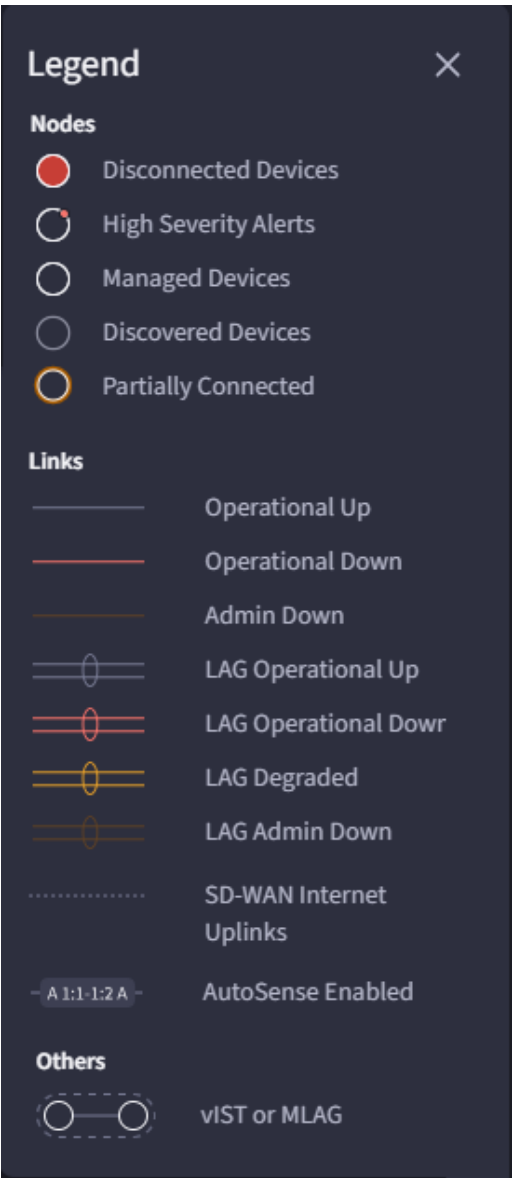 Legend
Nodes
Disconnected Devices
High Severity Alerts
Managed Devices
Discovered Devices
Partially Connected
Links
Operational Up
Operational Down
Admin Down
LAG Operational Up
LAG Operational Dowr
LAG Degraded
LAG Admin Down
SD-WAN Internet
Uplinks
A 1:1-1:2 A
AutoSense Enabled
Others
vIST or MLAG